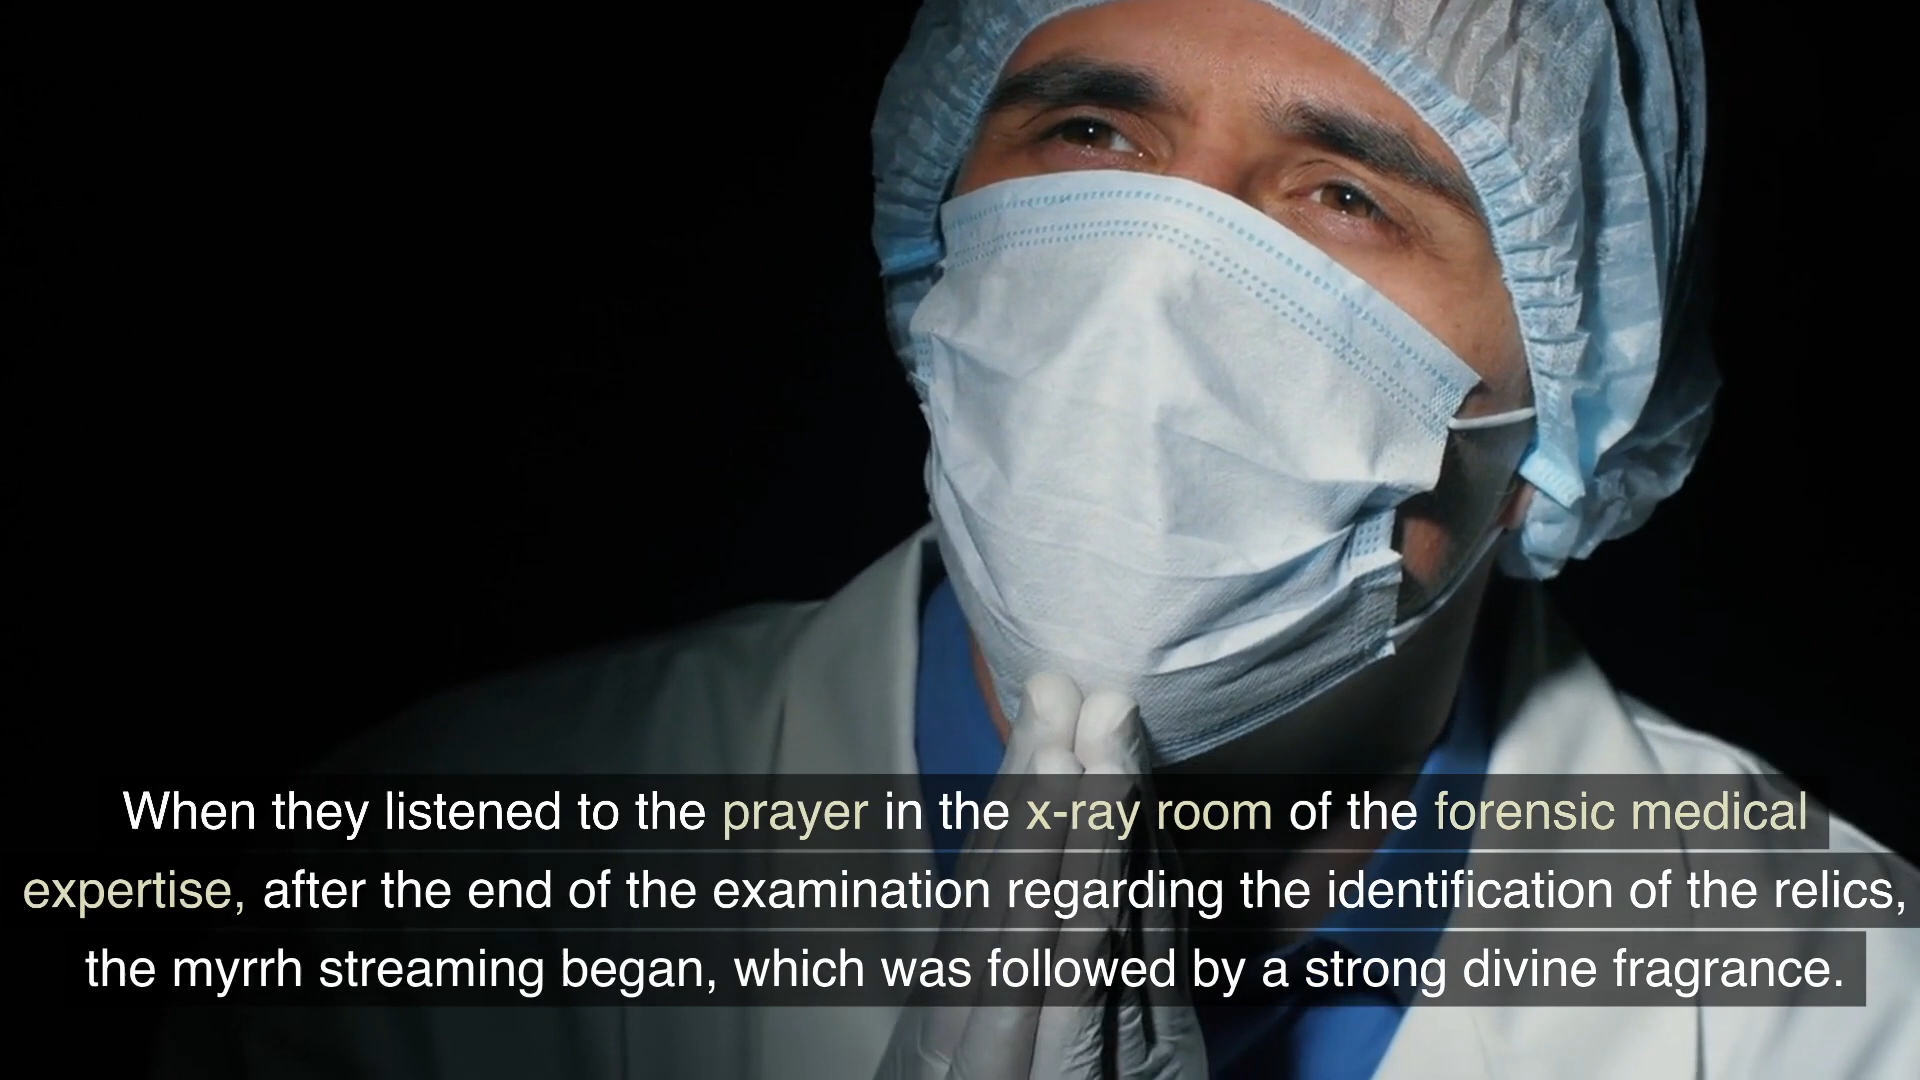 When they listened to the prayer in the x-ray room of the forensic medical
expertise, after the end of the examination regarding the identification of the relics,
the myrrh streaming began, which was followed by a strong divine fragrance.